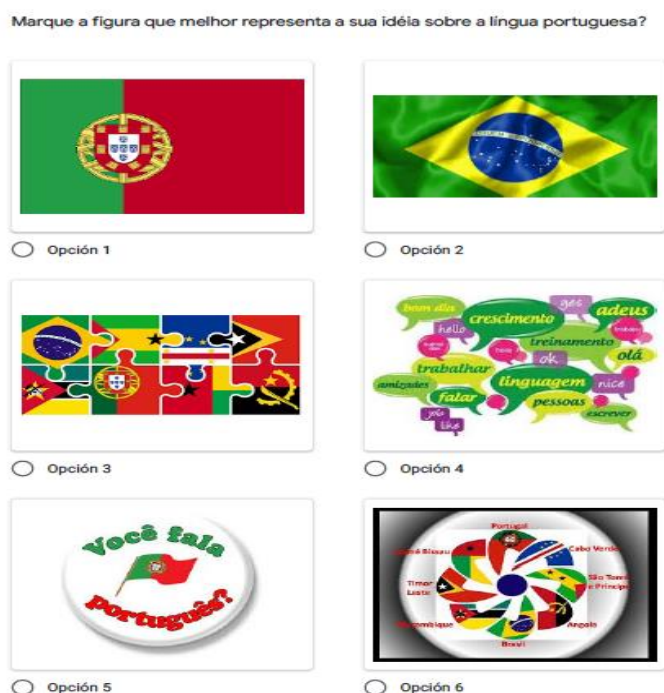 Marque a figura que melhor representa a sua idéia sobre a língua portuguesa?
Opción 1
Opción 2
Opción 3
bom dia
crescimento
yes
adeus
hello
treinamento
olá
trabalhar
ok
amizades
linguagem
nice
falar
pessoas
escrever
like
Opción 4
Você fala
português?
Opción 5
Portugal
Bissau
Cabo Verde
Timor
Leste
São Tomé
e Príncipe
Moçambique
Angola
Brasil
Opción 6